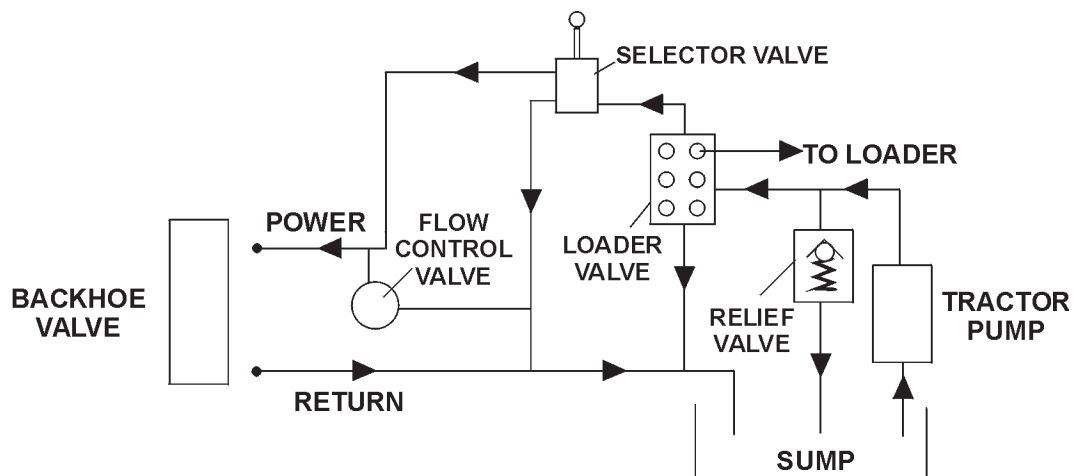 SELECTOR VALVE
TO LOADER
POWER
FLOW
CONTROL
VALVE
LOADER
VALVE
BACKHOE
VALVE
RELIEF
VALVE
TRACTOR
PUMP
RETURN
SUMP